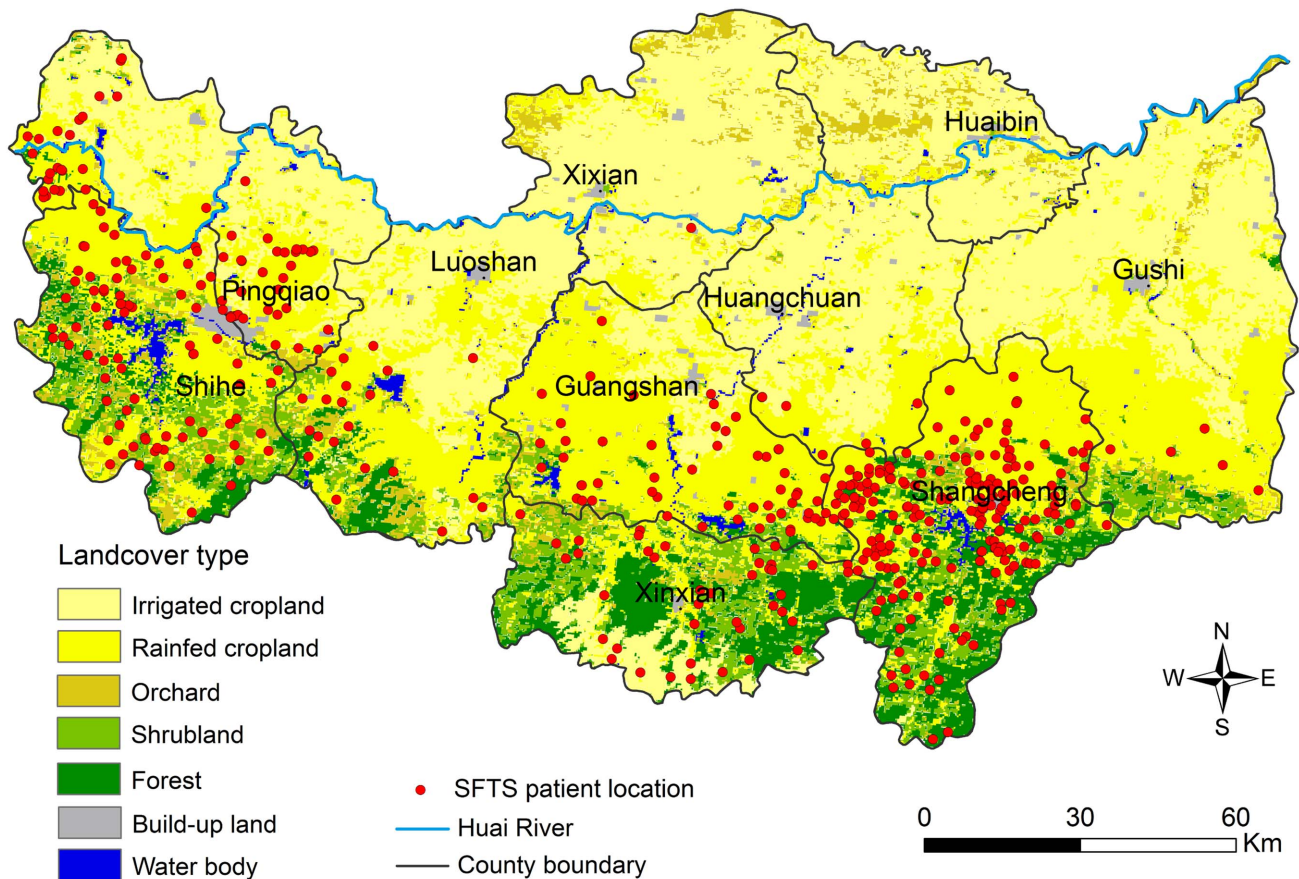 Huaibin
Xixian
Luoshan
Gushi
Pingqiao
Huangchuan
Shihe
Guangshan
Shangcheng
Xinxian
Landcover type
Irrigated cropland
Rainfed cropland
Orchard
Shrubland
Forest
Build-up land
Water body
SFTS patient location
Huai River
County boundary
N
W E
S
0 30 60
Km